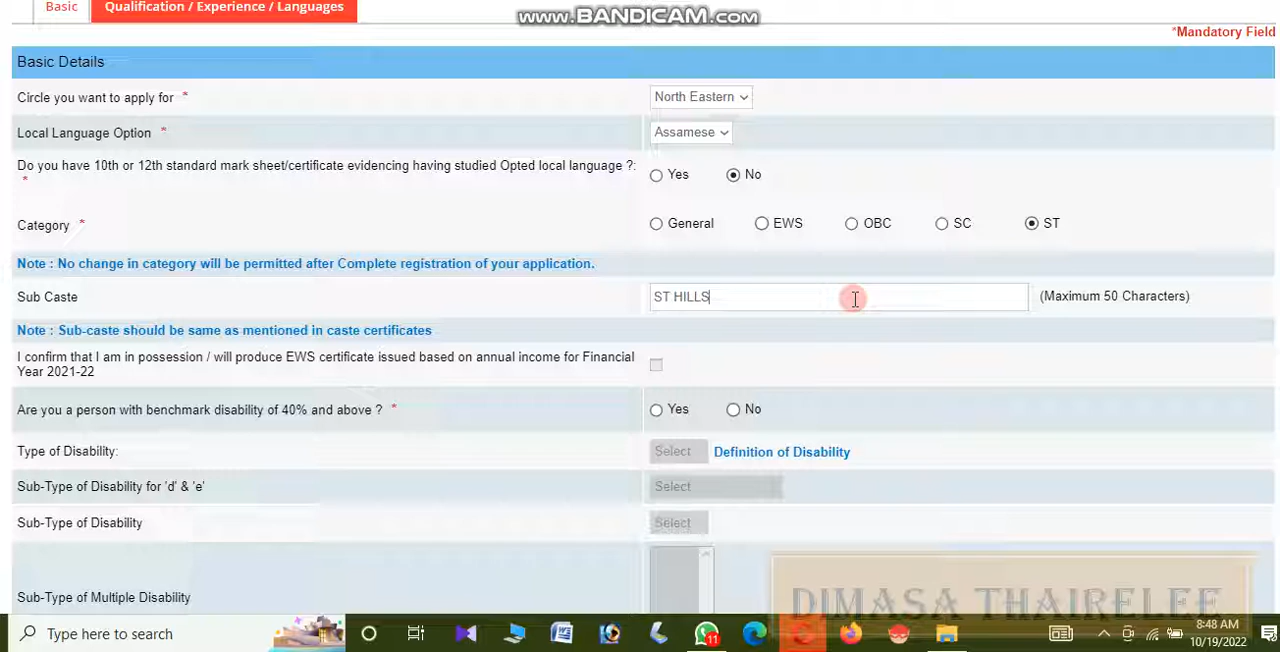 www.BANDICAM.com
Basic
Qualification / Experience / Languages
*Mandatory Field
Basic Details
Circle you want to apply for *
North Eastern
Local Language Option *
Assamese
Do you have 10th or 12th standard mark sheet/certificate evidencing having studied Opted local language ?:
*
Yes No
Category *
General EWS OBC SC ST
Note : No change in category will be permitted after Complete registration of your application.
Sub Caste
ST HILLS
(Maximum 50 Characters)
Note : Sub-caste should be same as mentioned in caste certificates
I confirm that I am in possession / will produce EWS certificate issued based on annual income for Financial
Year 2021-22
Are you a person with benchmark disability of 40% and above ? *
Yes No
Type of Disability:
Select
Definition of Disability
Sub-Type of Disability for 'd' & 'e'
Select
Sub-Type of Disability
Select
Sub-Type of Multiple Disability
DIMASA THAIRELEE
Type here to search
11
8:48 AM
10/19/2022